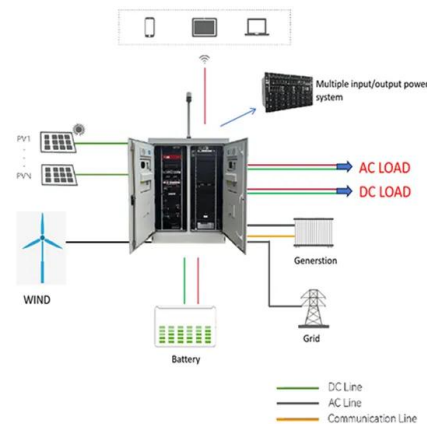 Multiple input/output power
system
PV1
PVN
AC LOAD
DC LOAD
WIND
Generstion
Battery
Grid
DC Line
AC Line
Communication Line